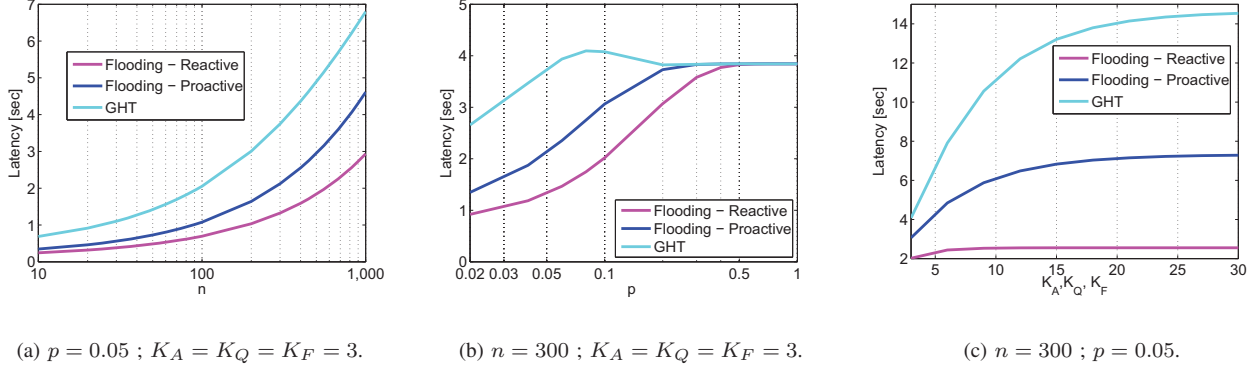 7
6
5
4
3
2
1
0
Latency [sec]
Flooding − Reactive
Flooding − Proactive
GHT
10
100
1,000
n
(a) p = 0.05 ; K_A = K_Q = K_F = 3.
5
4
3
2
1
0
Latency [sec]
Flooding − Reactive
Flooding − Proactive
GHT
0.02
0.03
0.05
0.1
0.5
1
p
(b) n = 300 ; K_A = K_Q = K_F = 3.
14
12
10
8
6
4
2
Latency [sec]
Flooding − Reactive
Flooding − Proactive
GHT
5
10
15
20
25
30
K_A,K_Q, K_F
(c) n = 300 ; p = 0.05.